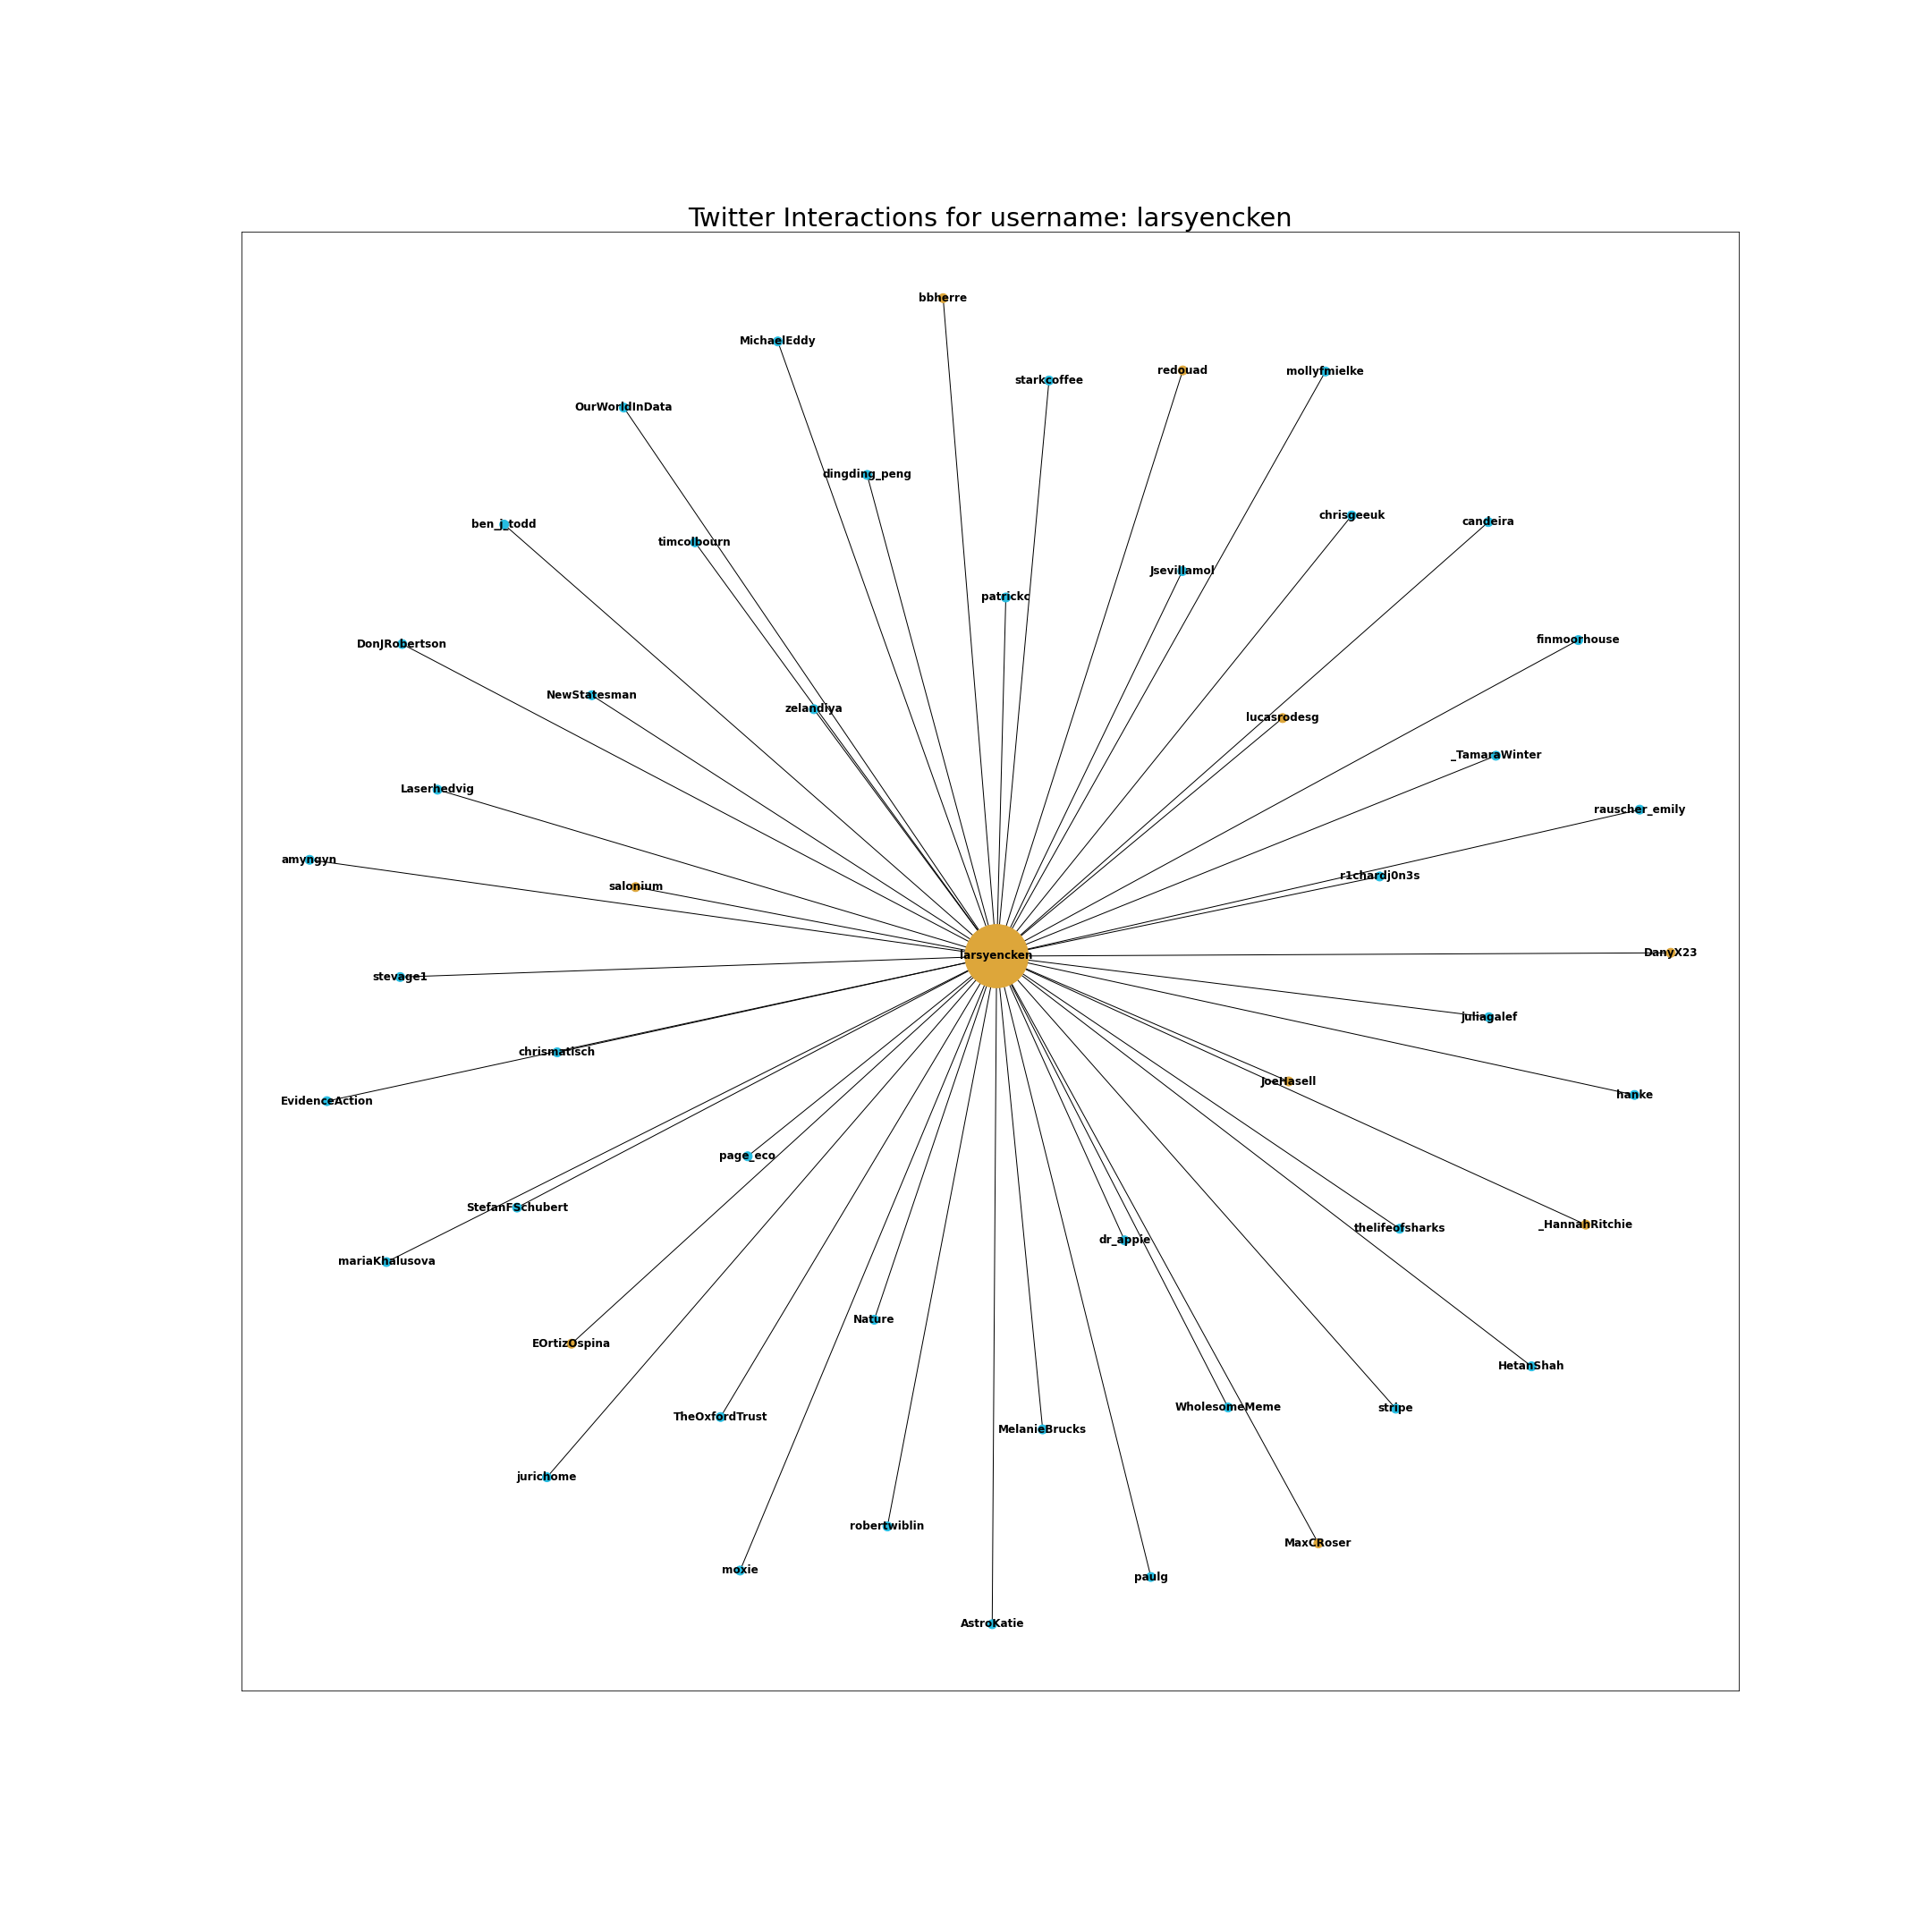 Twitter Interactions for username: larsyencken
bbherre
MichaelEddy
redouad
mollyfmielke
starkcoffee
OurWorldInData
dingding_peng
chrisgeeuk
candeira
ben_j_todd
timcolbourn
Jsevillamol
patrickc
finmoorhouse
DonJRobertson
NewStatesman
zelandiya
lucasrodesg
_TamaraWinter
Laserhedvig
rauscher_emily
amyngyn
r1chardj0n3s
salonium
DanyX23
larsyencken
stevage1
juliagalef
chrismatisch
JoeHasell
hanke
EvidenceAction
page_eco
StefanFSchubert
_HannahRitchie
thelifeofsharks
dr_appie
mariaKhalusova
Nature
EOrtizOspina
HetanShah
WholesomeMeme
stripe
TheOxfordTrust
MelanieBrucks
jurichome
robertwiblin
MaxCRoser
moxie
paulg
AstroKatie